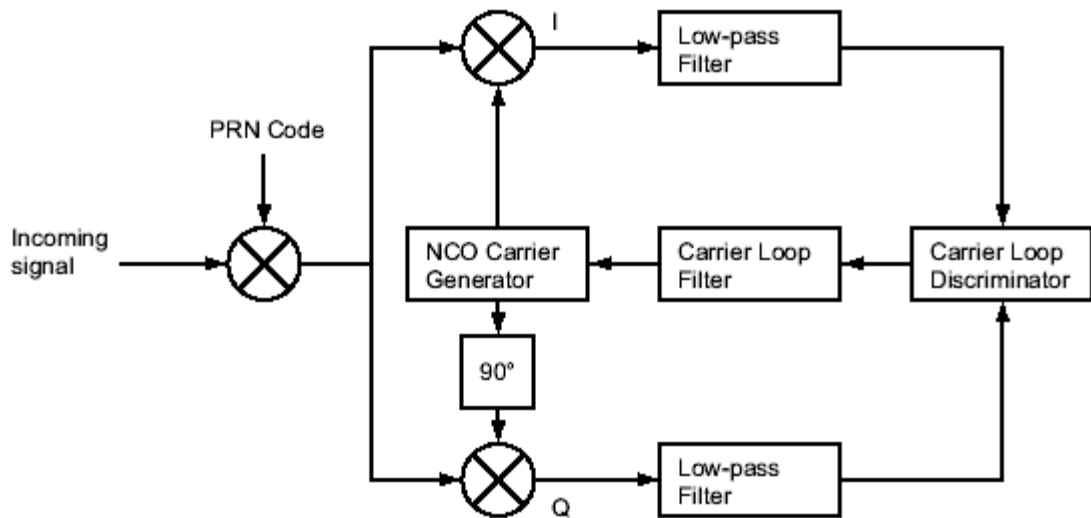 I
Low-pass
Filter
PRN Code
Incoming
signal
NCO Carrier
Generator
Carrier Loop
Filter
Carrier Loop
Discriminator
90°
Low-pass
Filter
Q